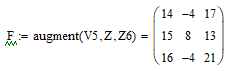 F := augment(V5, Z, Z6) = 
14 -4 17
15 8 13
16 -4 21